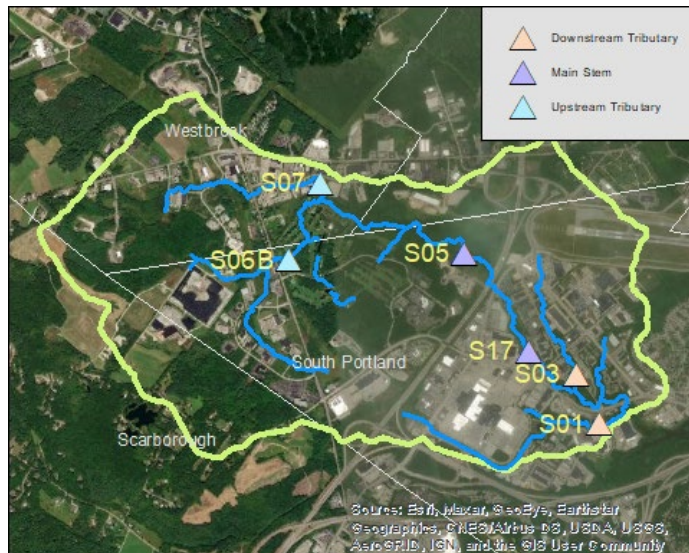 Downstream Tributary
Main Stem
Upstream Tributary
Westbrook
S07
S06B
S05
S17
S03
S01
South Portland
Scarborough
Source: Esri, Maxar, GeoEye, Earthstar
Geographics, CNES/Airbus DS, USDA, USGS,
AeroGRID, IGN, and the GIS User Community